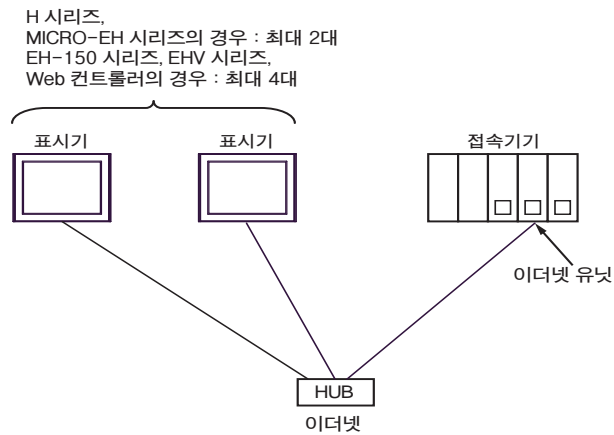 H 시리즈,
MICRO-EH 시리즈의 경우 : 최대 2대
EH-150 시리즈, EHV 시리즈,
Web 컨트롤러의 경우 : 최대 4대
표시기
표시기
접속기기
이더넷 유닛
HUB
이더넷